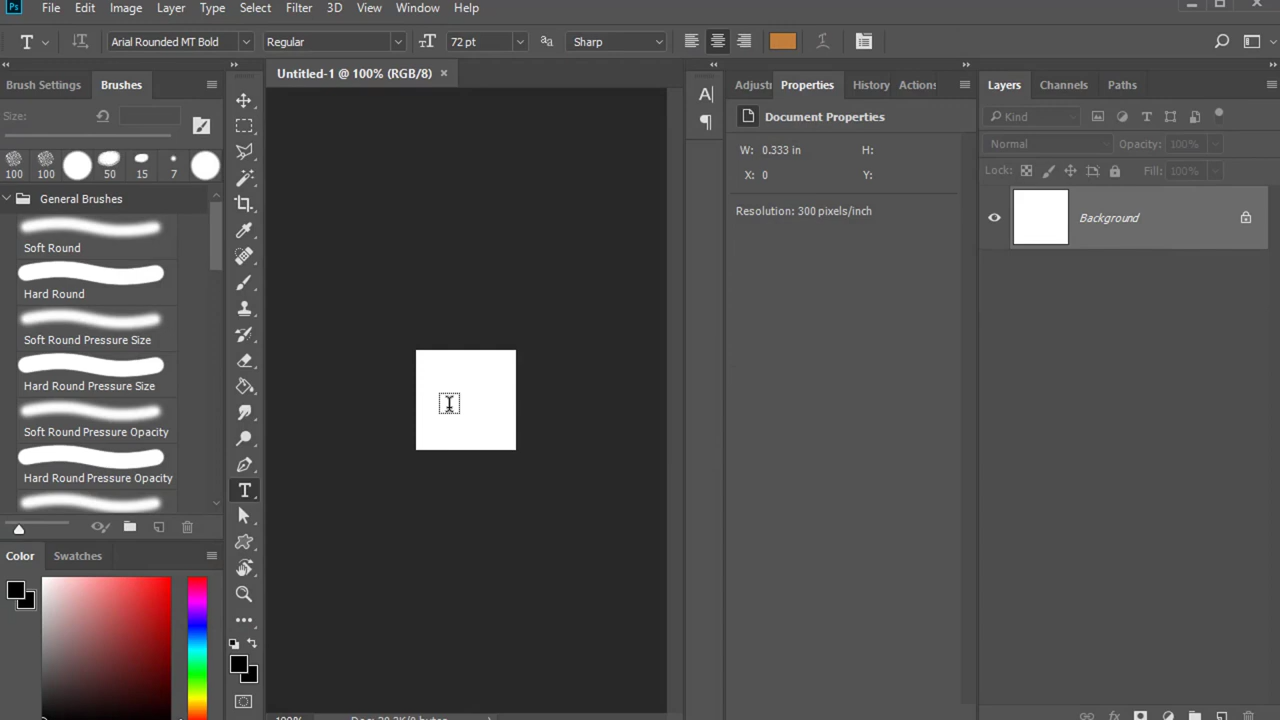 Ps File Edit Image Layer Type Select Filter 3D View Window Help
T Arial Rounded MT Bold Regular 72 pt Sharp
Brush Settings Brushes
Size:
100 100 50 15 7
General Brushes
Soft Round
Hard Round
Soft Round Pressure Size
Hard Round Pressure Size
Soft Round Pressure Opacity
Hard Round Pressure Opacity
Color Swatches
Untitled-1 @ 100% (RGB/8) ×
100%
Adjust Properties History Actions
Document Properties
W: 0.333 in H:
X: 0 Y:
Resolution: 300 pixels/inch
Layers Channels Paths
Kind
Normal Opacity: 100%
Lock: Fill: 100%
Background